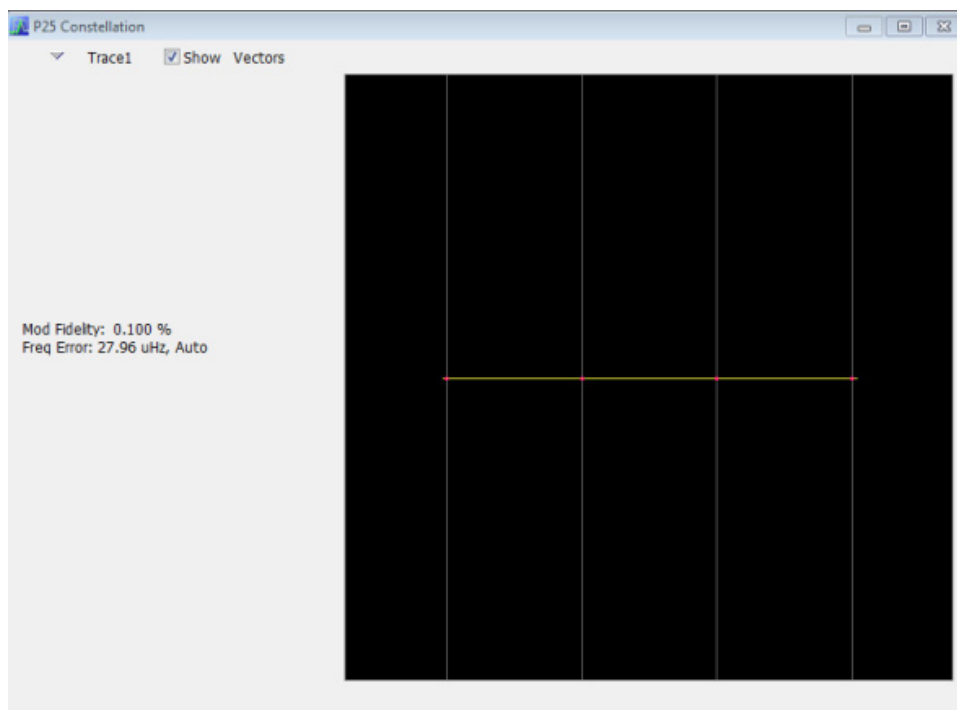 P25 Constellation
Trace1 Show Vectors
Mod Fidelity: 0.100 %
Freq Error: 27.96 uHz, Auto